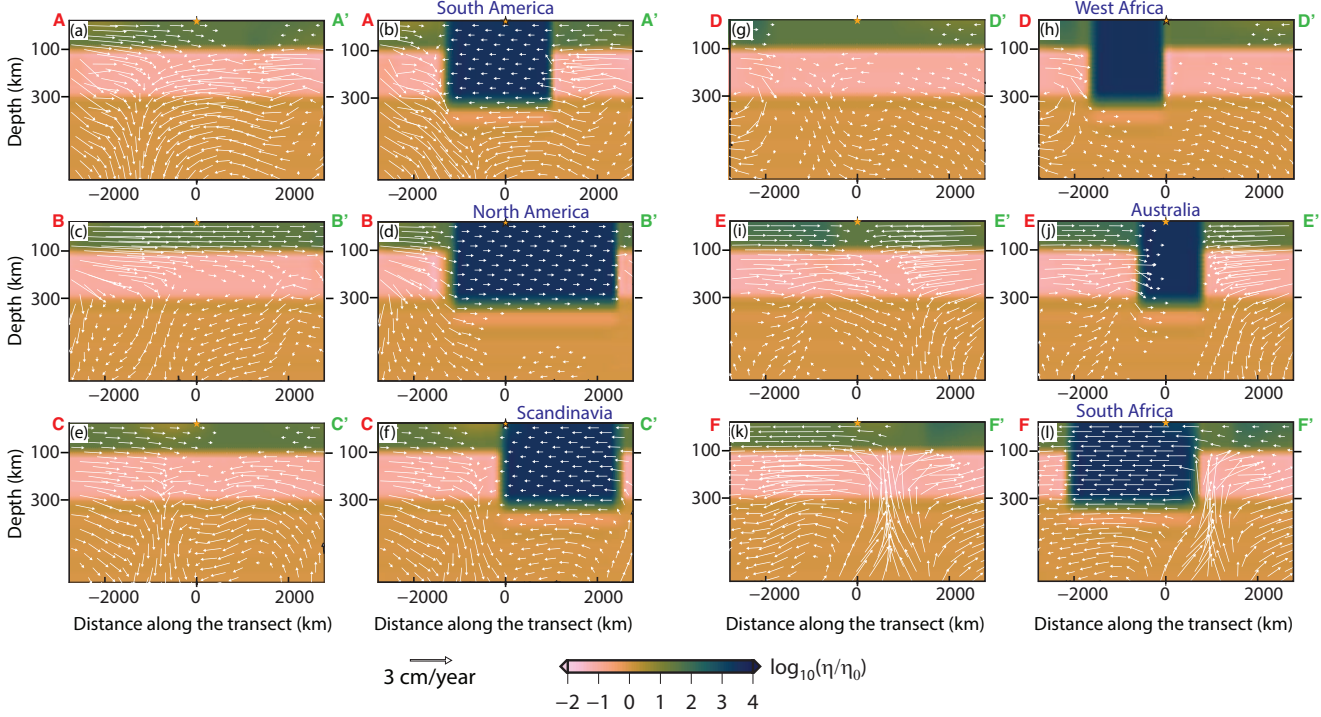 South America
West Africa
A A' A A' D D' D D'
(a) (b) (g) (h)
Depth (km)
100 100 100 100
300 300 300 300
−2000 0 2000 −2000 0 2000 −2000 0 2000 −2000 0 2000
North America
Australia
B B' B B' E E' E E'
(c) (d) (i) (j)
Depth (km)
100 100 100 100
300 300 300 300
−2000 0 2000 −2000 0 2000 −2000 0 2000 −2000 0 2000
Scandinavia
South Africa
C C' C C' F F' F F'
(e) (f) (k) (l)
Depth (km)
100 100 100 100
300 300 300 300
−2000 0 2000 −2000 0 2000 −2000 0 2000 −2000 0 2000
Distance along the transect (km) Distance along the transect (km) Distance along the transect (km) Distance along the transect (km)
3 cm/year
log₁₀(η/η₀)
−2 −1 0 1 2 3 4